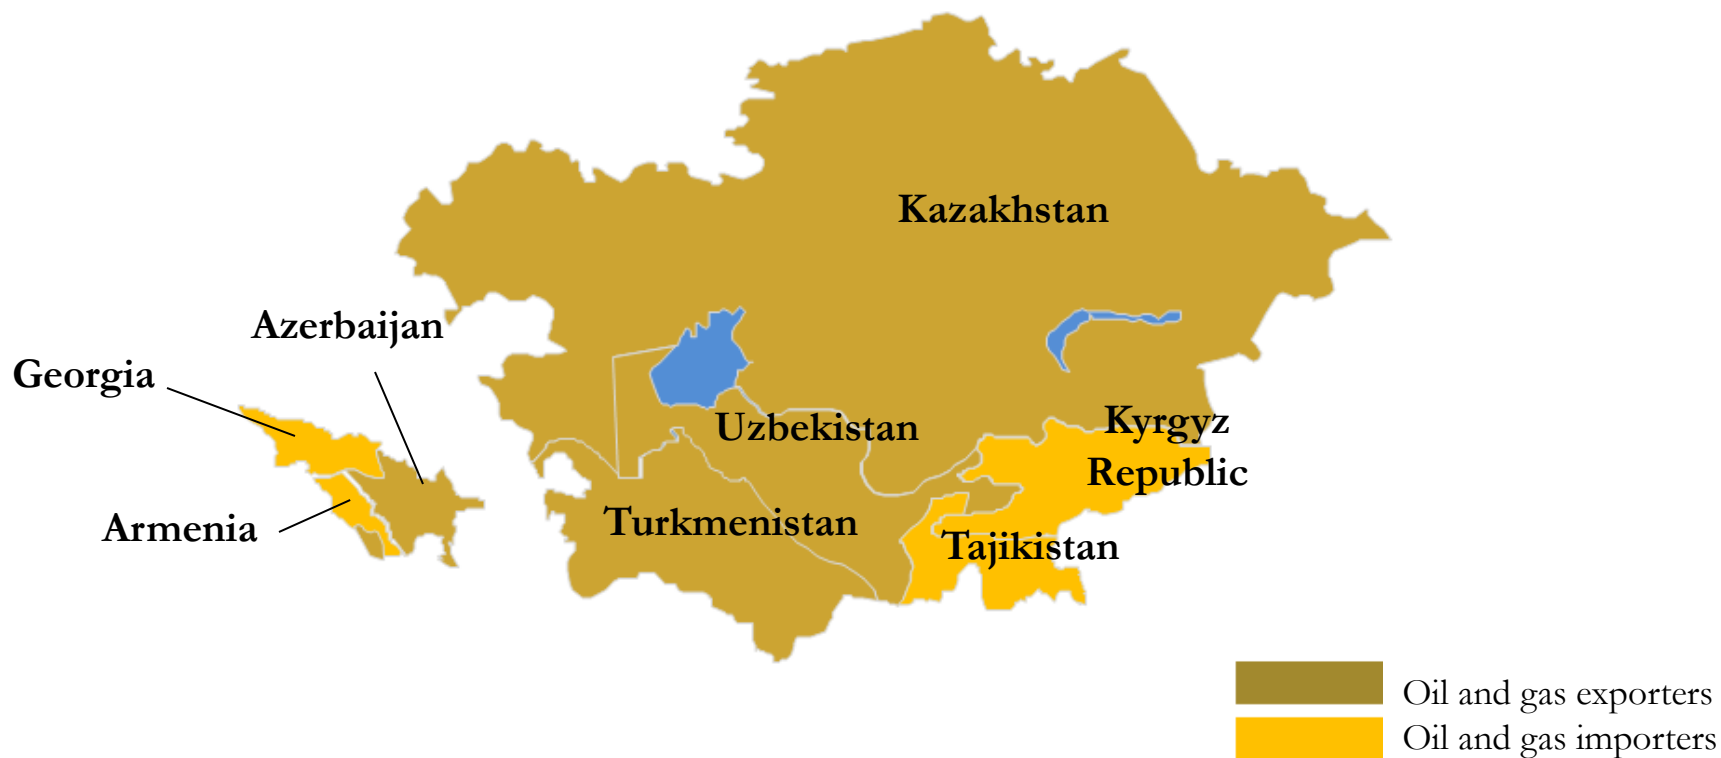 Kazakhstan
Azerbaijan
Georgia
Kyrgyz
Republic
Uzbekistan
Turkmenistan
Armenia
Tajikistan
Oil and gas exporters
Oil and gas importers